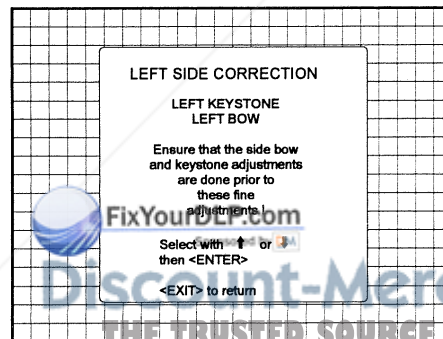 LEFT SIDE CORRECTION
LEFT KEYSTONE
LEFT BOW
Ensure that the side bow
and keystone adjustments
are done prior to
these fine
adjustments !
FixYourDLP.com
Select with ↑ or
then <ENTER>
<EXIT> to return
Discount-Merc
THE TRUSTED SOURCE